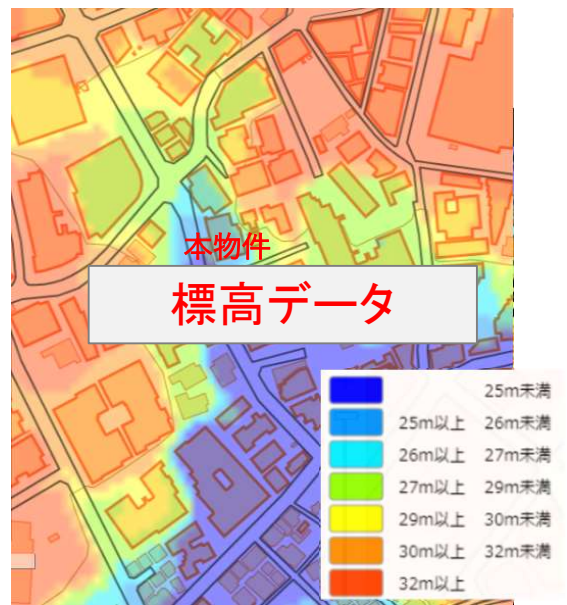 本物件
標高データ
25m未満
25m以上 26m未満
26m以上 27m未満
27m以上 29m未満
29m以上 30m未満
30m以上 32m未満
32m以上